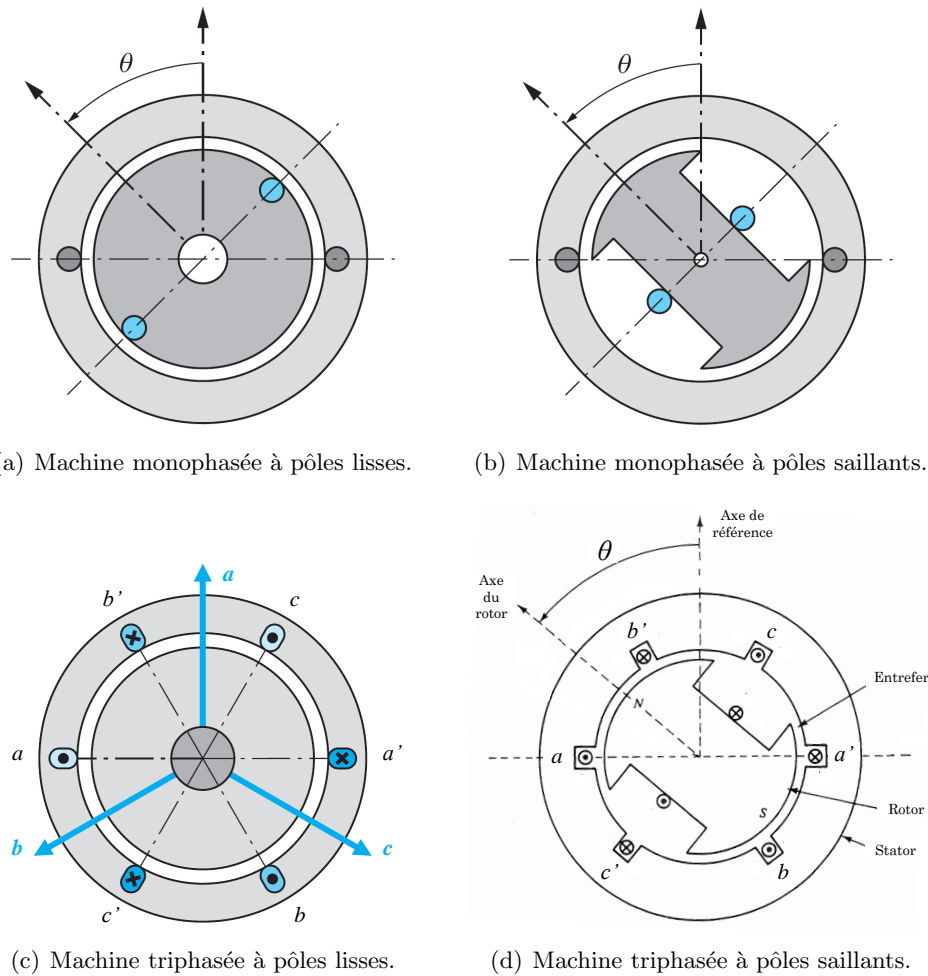 θ
θ
(a) Machine monophasée à pôles lisses.
(b) Machine monophasée à pôles saillants.
a
b'
c
a
a'
b
c
c'
b
Axe de
référence
θ
Axe
du
rotor
b'
c
N
Entrefer
a
a'
S
Rotor
Stator
c'
b
(c) Machine triphasée à pôles lisses.
(d) Machine triphasée à pôles saillants.